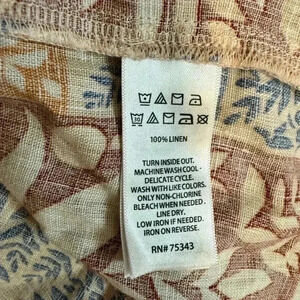 100% LINEN
TURN INSIDE OUT.
MACHINE WASH COOL -
DELICATE CYCLE.
WASH WITH LIKE COLORS.
ONLY NON-CHLORINE
BLEACH WHEN NEEDED.
LINE DRY.
LOW IRON IF NEEDED.
IRON ON REVERSE.
RN# 75343